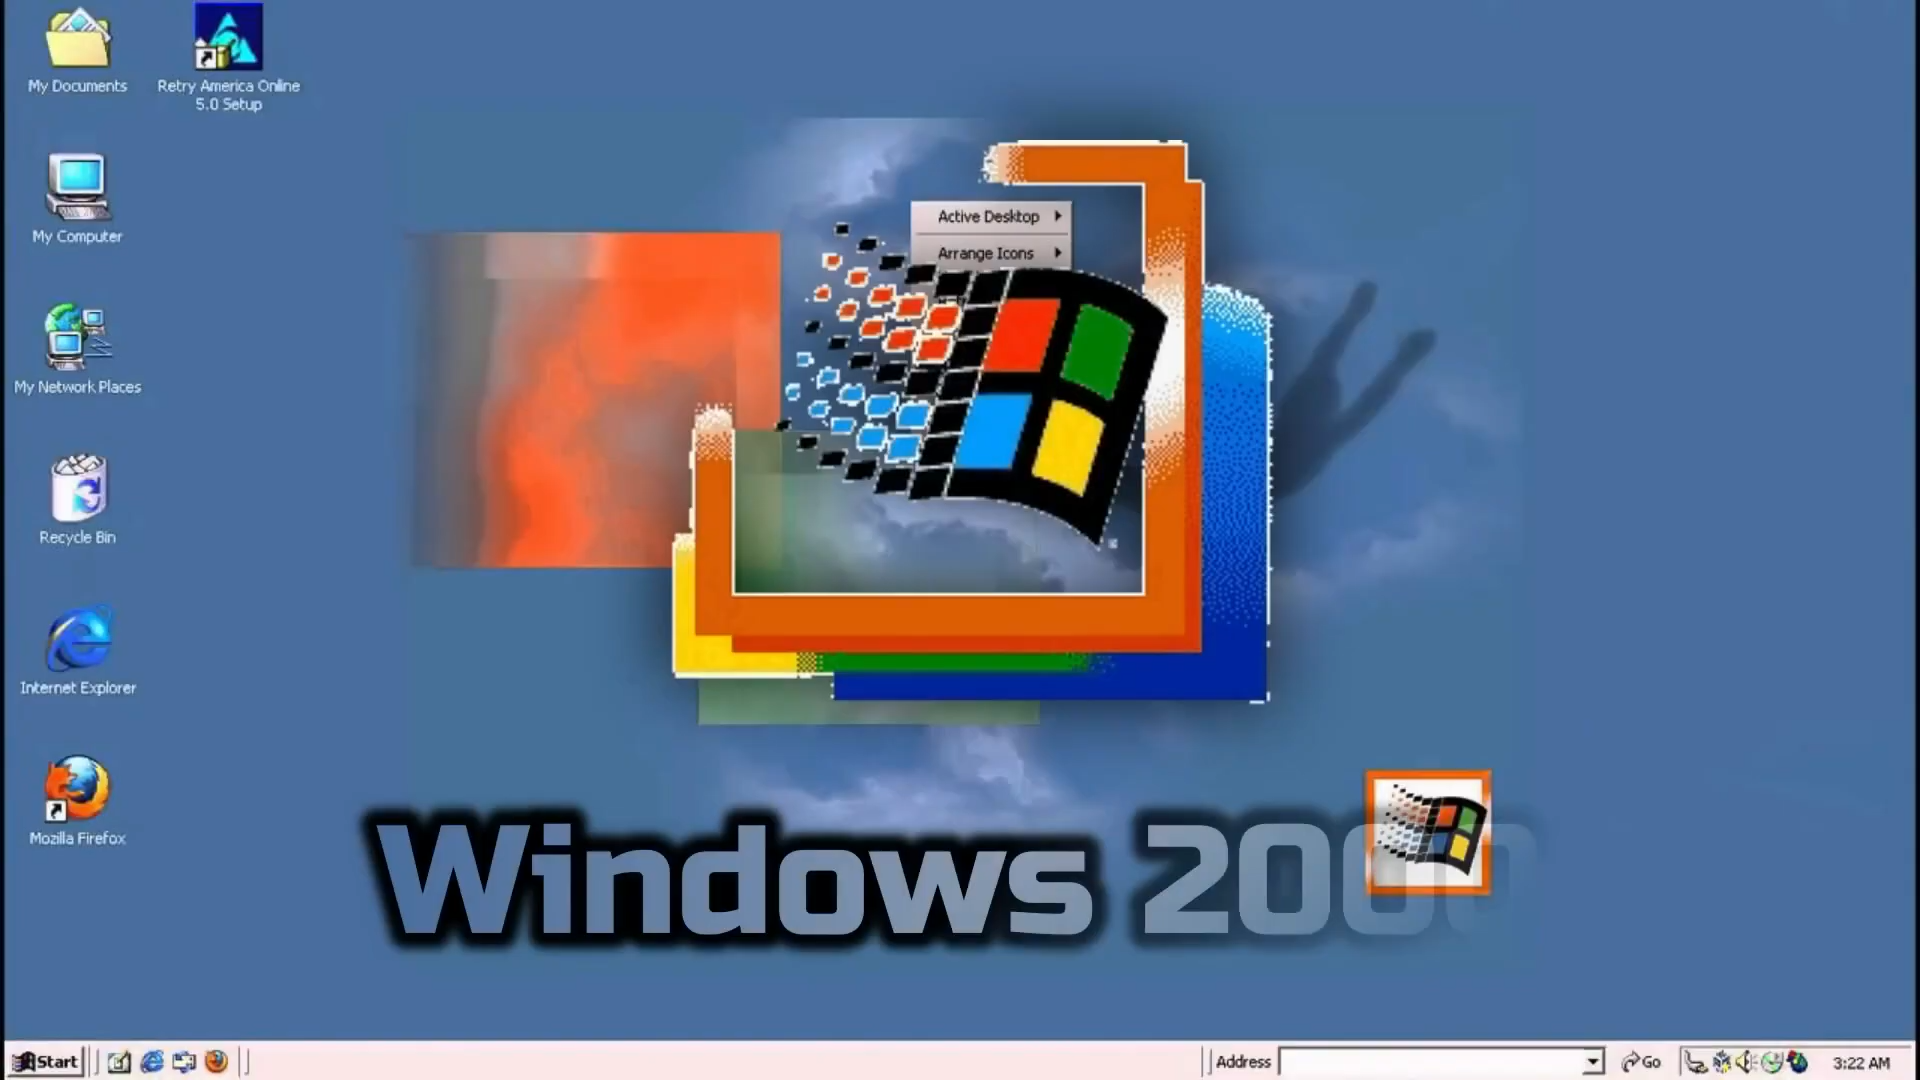 My Documents
Retry America Online
5.0 Setup
My Computer
Active Desktop
Arrange Icons
My Network Places
Recycle Bin
Internet Explorer
Mozilla Firefox
Windows 2000
Start
Address
Go
3:22 AM